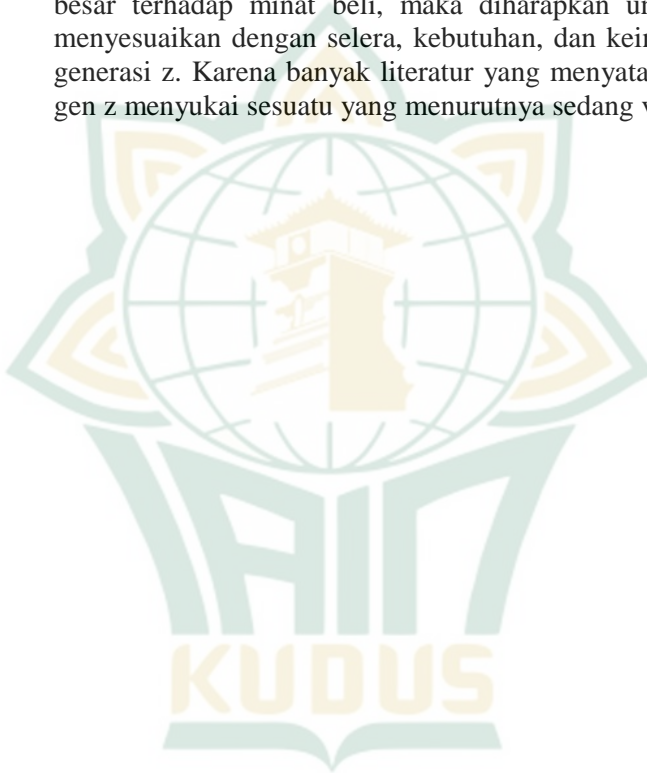 besar terhadap minat beli, maka diharapkan
menyesuaikan dengan selera, kebutuhan, dan
generasi z. Karena banyak literatur yang
gen z menyukai sesuatu yang menurutnya sedang
IAIN
KUDUS